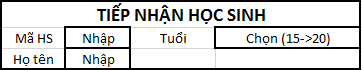 TIẾP NHẬN HỌC SINH
Mã HS Nhập Tuổi Chọn (15->20)
Họ tên Nhập